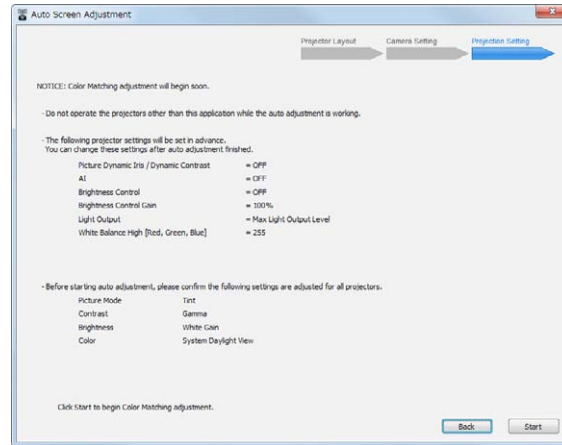 Auto Screen Adjustment
Projector Layout Camera Setting Projection Setting
NOTICE: Color Matching adjustment will begin soon.
- Do not operate the projectors other than this application while the auto adjustment is working.
- The following projector settings will be set in advance.
You can change these settings after auto adjustment finished.
Picture Dynamic Iris / Dynamic Contrast = OFF
AI = OFF
Brightness Control = OFF
Brightness Control Gain = 100%
Light Output = Max Light Output Level
White Balance High [Red, Green, Blue] = 255
- Before starting auto adjustment, please confirm the following settings are adjusted for all projectors.
Picture Mode Tint
Contrast Gamma
Brightness White Gain
Color System Daylight View
Click Start to begin Color Matching adjustment.
Back Start